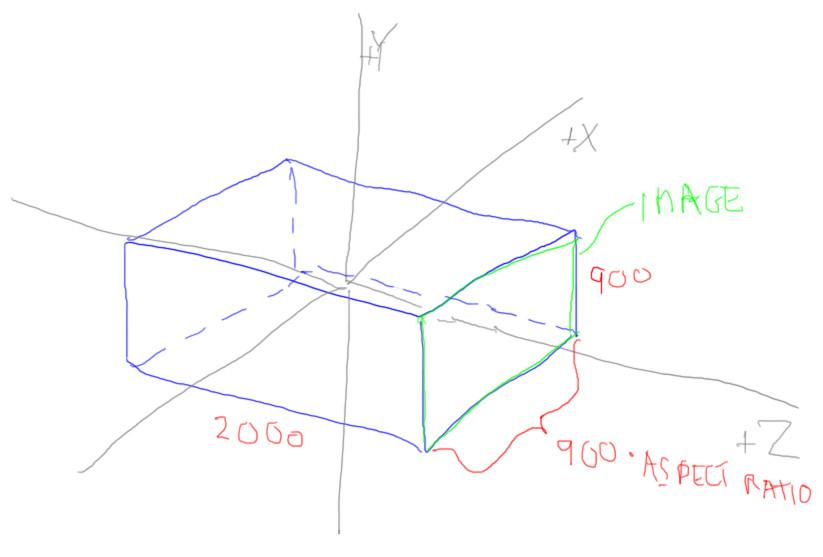 +Y
+X
IMAGE
900
2000
900 · ASPECT RATIO
+Z